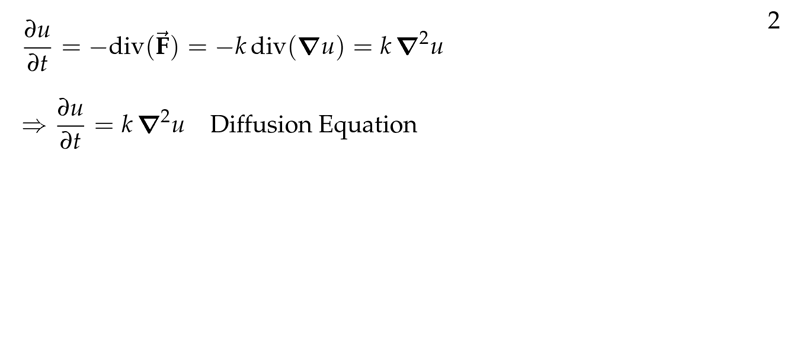 2
∂u/∂t = −div(F⃗) = −k div(∇u) = k ∇²u
⇒ ∂u/∂t = k ∇²u Diffusion Equation